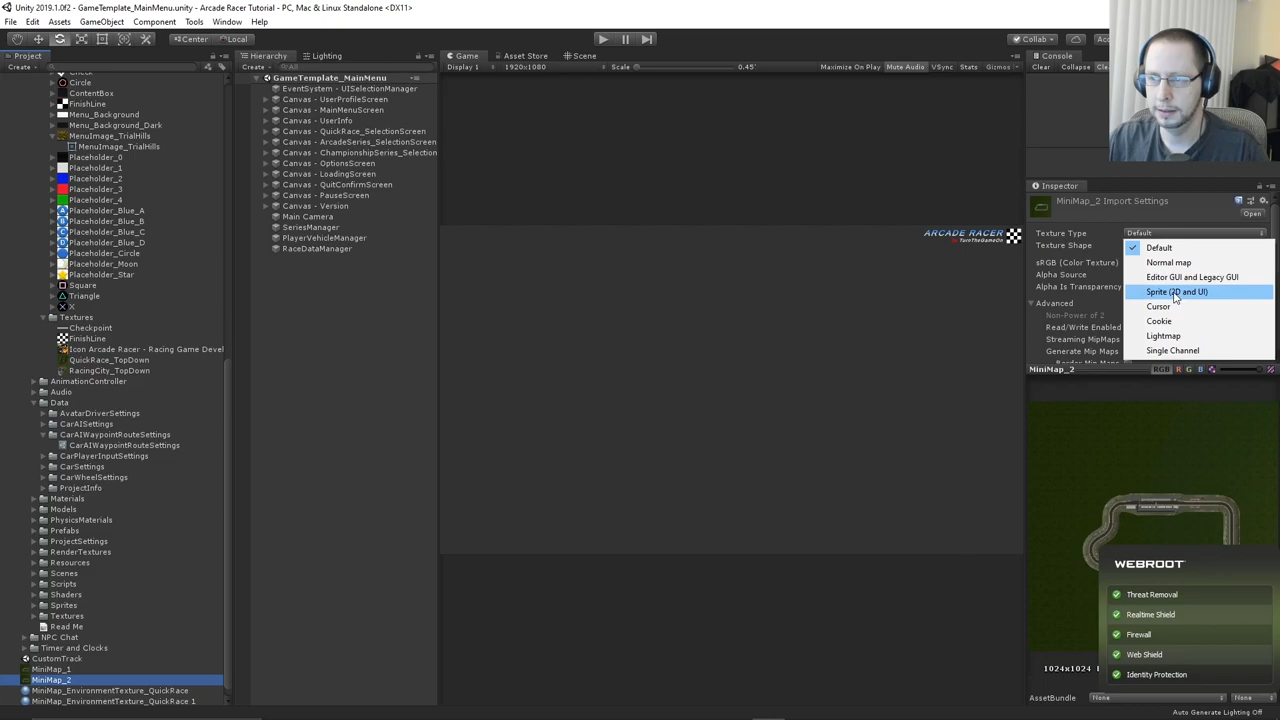 Unity 2019.1.0f2 - GameTemplate_MainMenu.unity - Arcade Racer Tutorial - PC, Mac & Linux Standalone <DX11>
File Edit Assets GameObject Component Tools Window Help
Center Local
Collab
Project
Create
Check
Circle
ContentBox
FinishLine
Menu_Background
Menu_Background_Dark
MenuImage_TrialHills
MenuImage_TrialHills
Placeholder_0
Placeholder_1
Placeholder_2
Placeholder_3
Placeholder_4
Placeholder_Blue_A
Placeholder_Blue_B
Placeholder_Blue_C
Placeholder_Blue_D
Placeholder_Circle
Placeholder_Moon
Placeholder_Star
Square
Triangle
X
Textures
Checkpoint
FinishLine
Icon Arcade Racer - Racing Game Devel
QuickRace_TopDown
RacingCity_TopDown
AnimationController
Audio
Data
AvatarDriverSettings
CarAISettings
CarAIWaypointRouteSettings
CarAIWaypointRouteSettings
CarPlayerInputSettings
CarSettings
CarWheelSettings
ProjectInfo
Materials
Models
PhysicsMaterials
Prefabs
ProjectSettings
RenderTextures
Resources
Scenes
Scripts
Shaders
Sprites
Textures
Read Me
NPC Chat
Timer and Clocks
CustomTrack
MiniMap_1
MiniMap_2
MiniMap_EnvironmentTexture_QuickRace
MiniMap_EnvironmentTexture_QuickRace 1
Hierarchy Lighting
Create All
GameTemplate_MainMenu
EventSystem - UISelectionManager
Canvas - UserProfileScreen
Canvas - MainMenuScreen
Canvas - UserInfo
Canvas - QuickRace_SelectionScreen
Canvas - ArcadeSeries_SelectionScreen
Canvas - ChampionshipSeries_Selection
Canvas - OptionsScreen
Canvas - LoadingScreen
Canvas - QuitConfirmScreen
Canvas - PauseScreen
Canvas - Version
Main Camera
SeriesManager
PlayerVehicleManager
RaceDataManager
Game Asset Store Scene
Display 1 1920x1080 Scale 0.45x Maximize On Play Mute Audio VSync Stats Gizmos
ARCADE RACER
by TurnTheGameOn
Console
Clear Collapse
Inspector
MiniMap_2 Import Settings
Open
Texture Type Default
Texture Shape
sRGB (Color Texture)
Alpha Source
Alpha Is Transparency
Advanced
Non-Power of 2
Read/Write Enabled
Streaming MipMaps
Generate Mip Maps
Default
Normal map
Editor GUI and Legacy GUI
Sprite (2D and UI)
Cursor
Cookie
Lightmap
Single Channel
MiniMap_2 RGB R G B
WEBROOT
Threat Removal
Realtime Shield
Firewall
Web Shield
Identity Protection
1024x1024
AssetBundle None None
Auto Generate Lighting Off